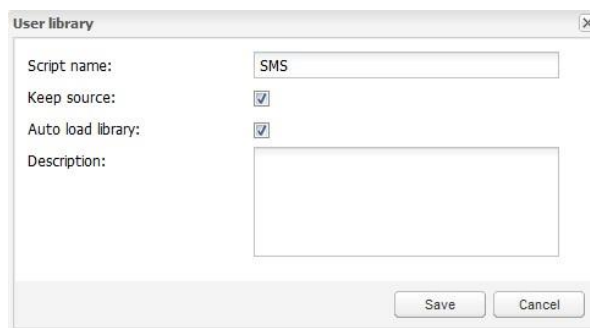 User library
Script name: SMS
Keep source:
Auto load library:
Description:
Save Cancel